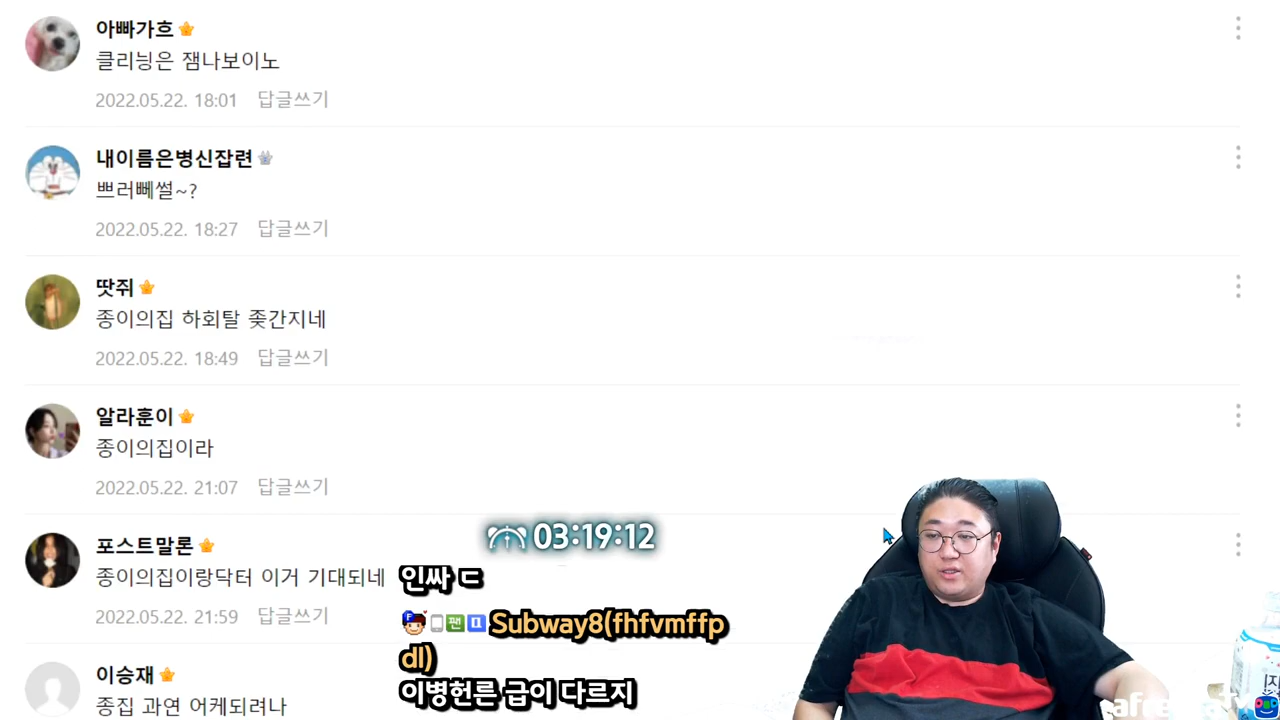 아빠가흐
클리닝은 잼나보이노
2022.05.22. 18:01 답글쓰기
내이름은병신잡련
쁘러뻬썰~?
2022.05.22. 18:27 답글쓰기
땃쥐
종이의집 하회탈 좆간지네
2022.05.22. 18:49 답글쓰기
알라훈이
종이의집이라
2022.05.22. 21:07 답글쓰기
포스트말론
종이의집이랑닥터 이거 기대되네
2022.05.22. 21:59 답글쓰기
이승재
종집 과연 어케되려나
03:19:12
인싸 ㄷ
팬 Subway8(fhfvmffp
dl)
이병헌른 급이 다르지